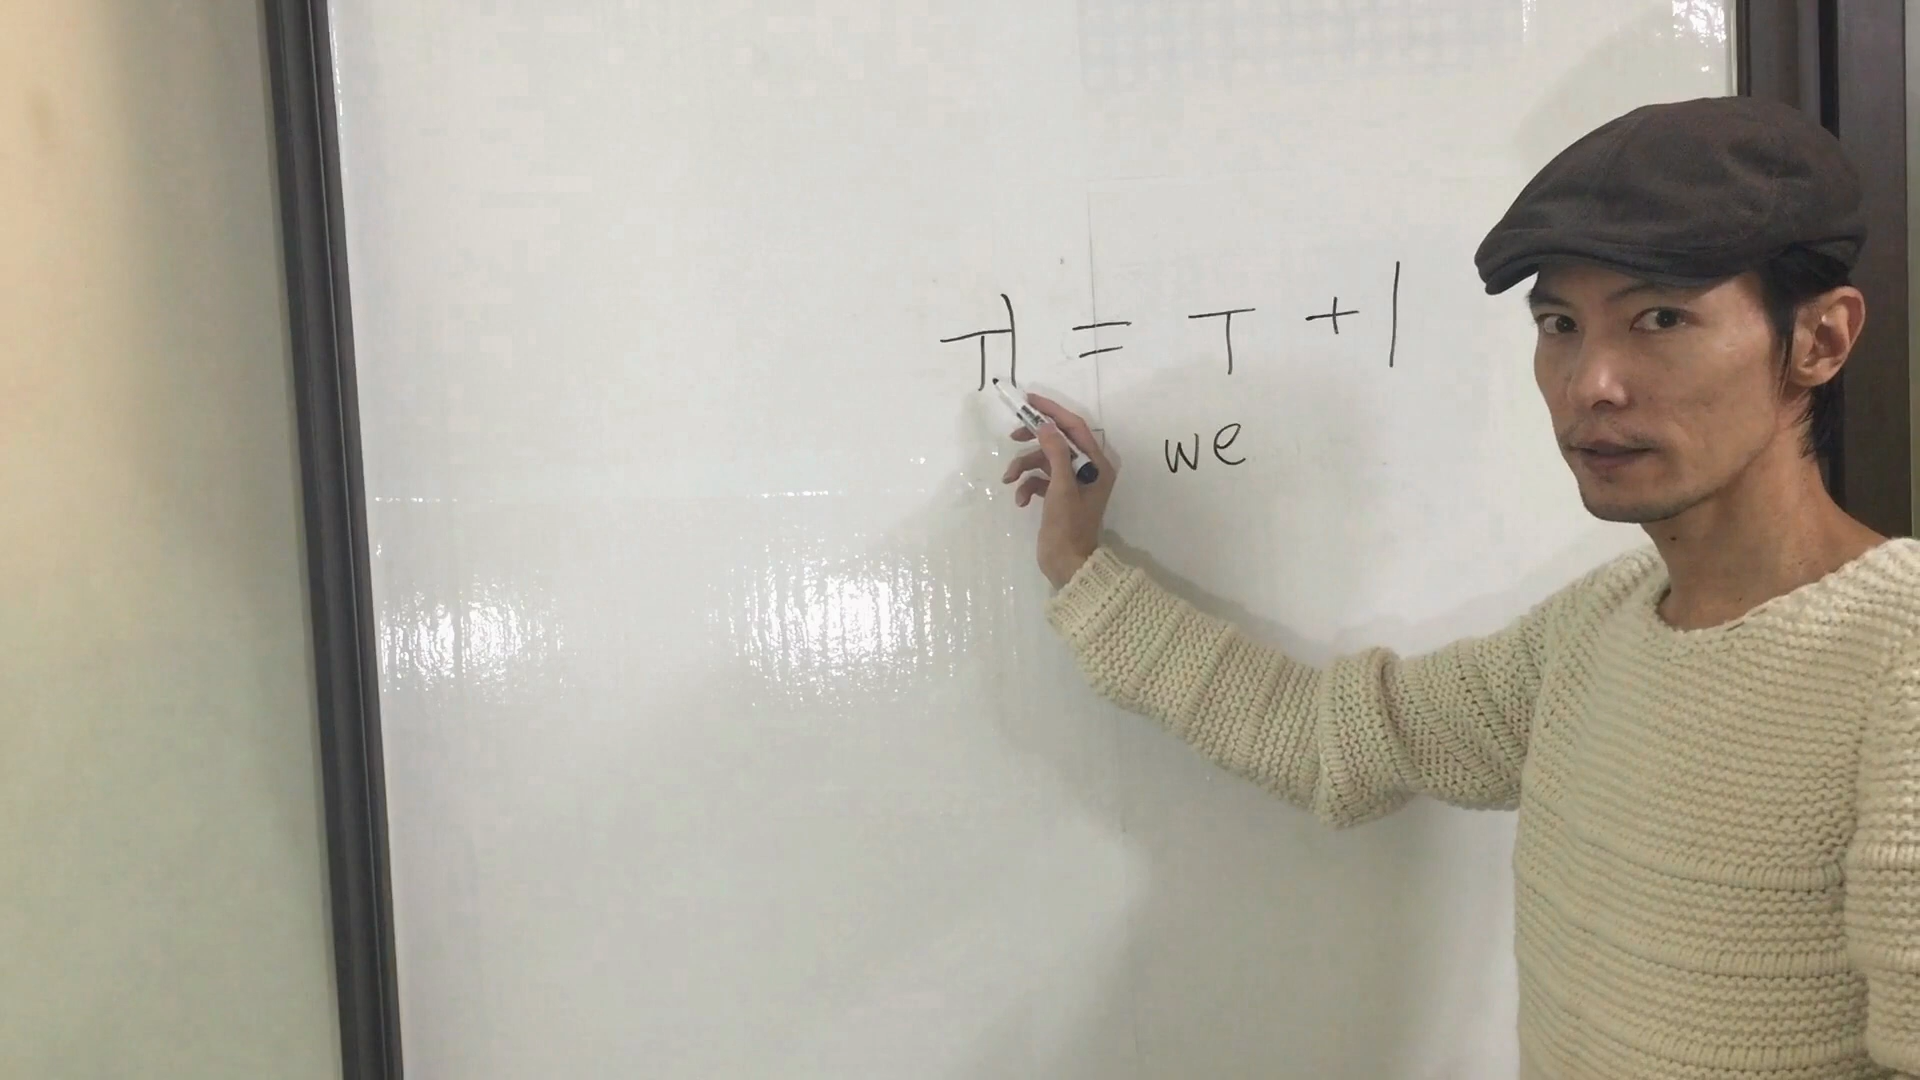 ㅟ = ㅜ + ㅣ
we